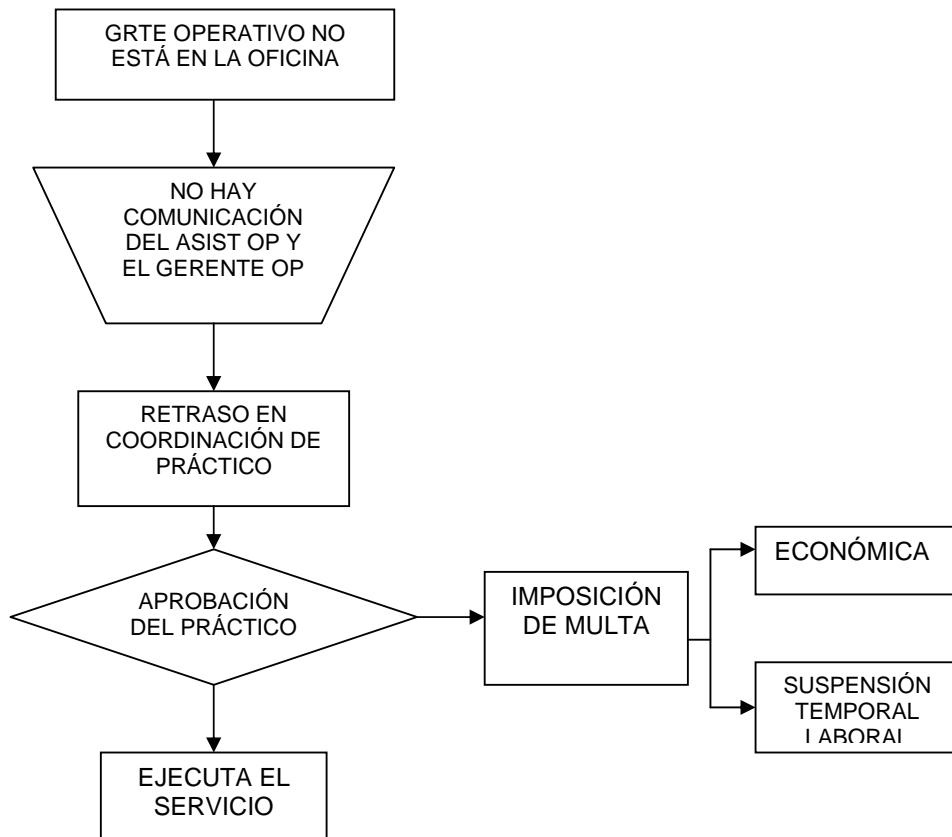 GRTE OPERATIVO NO
ESTÁ EN LA OFICINA
NO HAY
COMUNICACIÓN
DEL ASIST OP Y
EL GERENTE OP
RETRASO EN
COORDINACIÓN DE
PRÁCTICO
APROBACIÓN
DEL PRÁCTICO
IMPOSICIÓN
DE MULTA
ECONÓMICA
SUSPENSIÓN
TEMPORAL
LABORAL
EJECUTA EL
SERVICIO